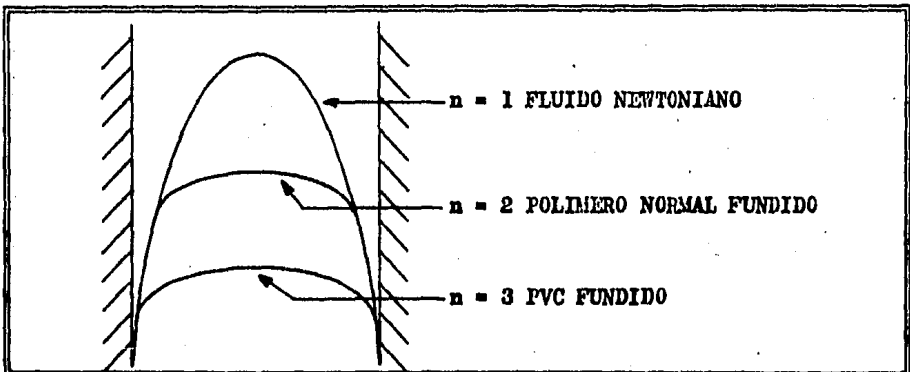 n = 1 FLUIDO NEWTONIANO
n = 2 POLIMERO NORMAL FUNDIDO
n = 3 PVC FUNDIDO